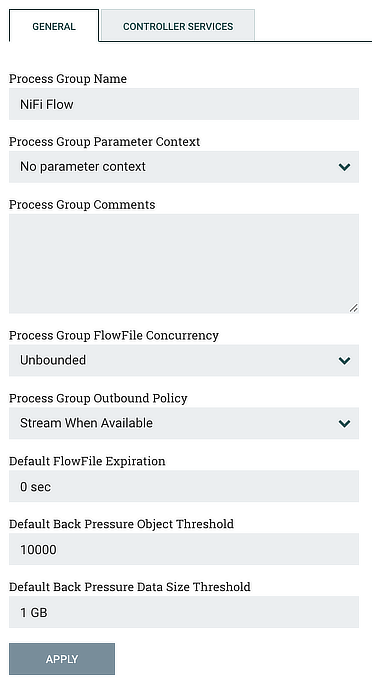 GENERAL
CONTROLLER SERVICES
Process Group Name
NiFi Flow
Process Group Parameter Context
No parameter context
Process Group Comments
Process Group FlowFile Concurrency
Unbounded
Process Group Outbound Policy
Stream When Available
Default FlowFile Expiration
0 sec
Default Back Pressure Object Threshold
10000
Default Back Pressure Data Size Threshold
1 GB
APPLY